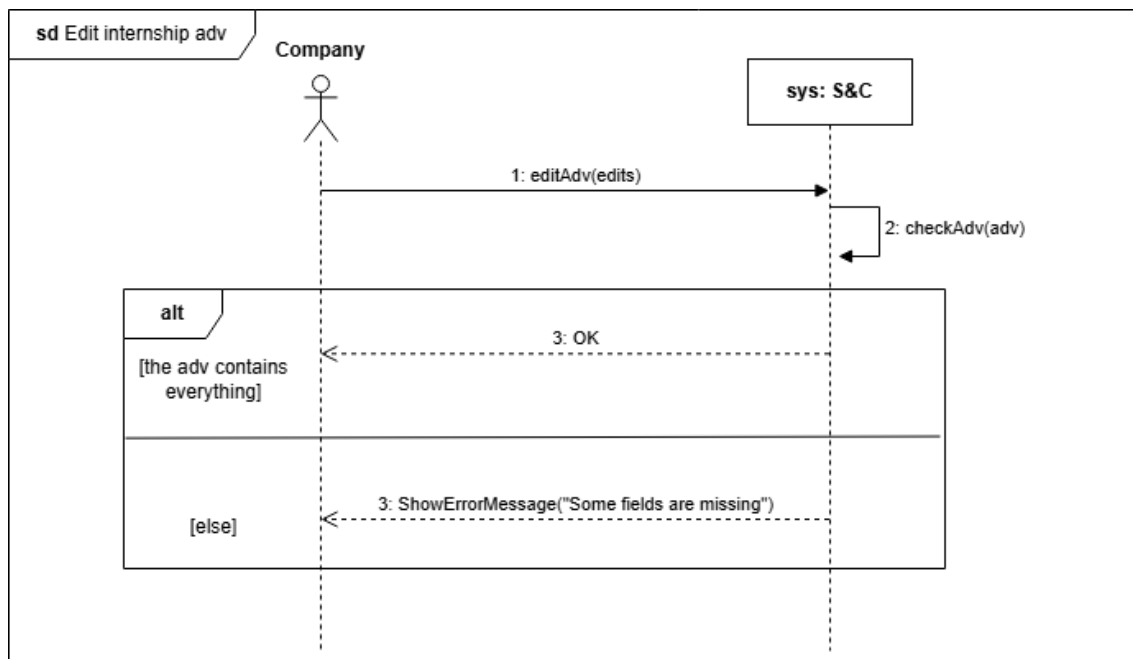 sd Edit internship adv
Company
sys: S&C
1: editAdv(edits)
2: checkAdv(adv)
alt
3: OK
[the adv contains
everything]
3: ShowErrorMessage("Some fields are missing")
[else]